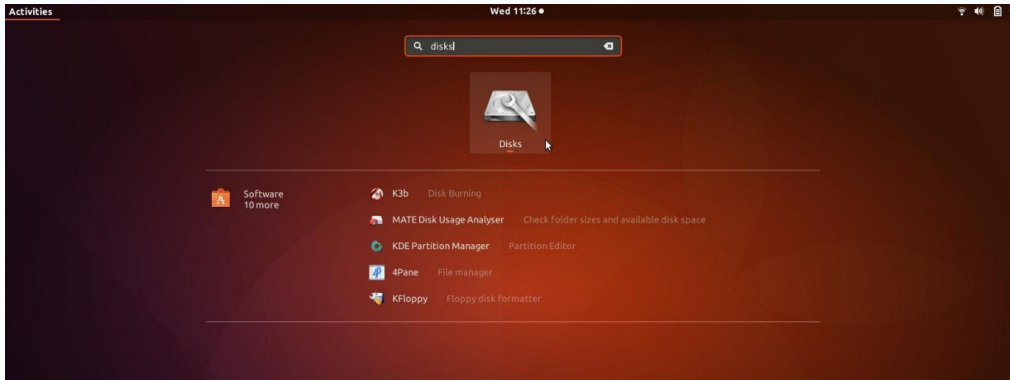 Activities
Wed 11:26
disks
Disks
Software
10 more
K3b Disk Burning
MATE Disk Usage Analyser Check folder sizes and available disk space
KDE Partition Manager Partition Editor
4Pane File manager
KFloppy Floppy disk formatter